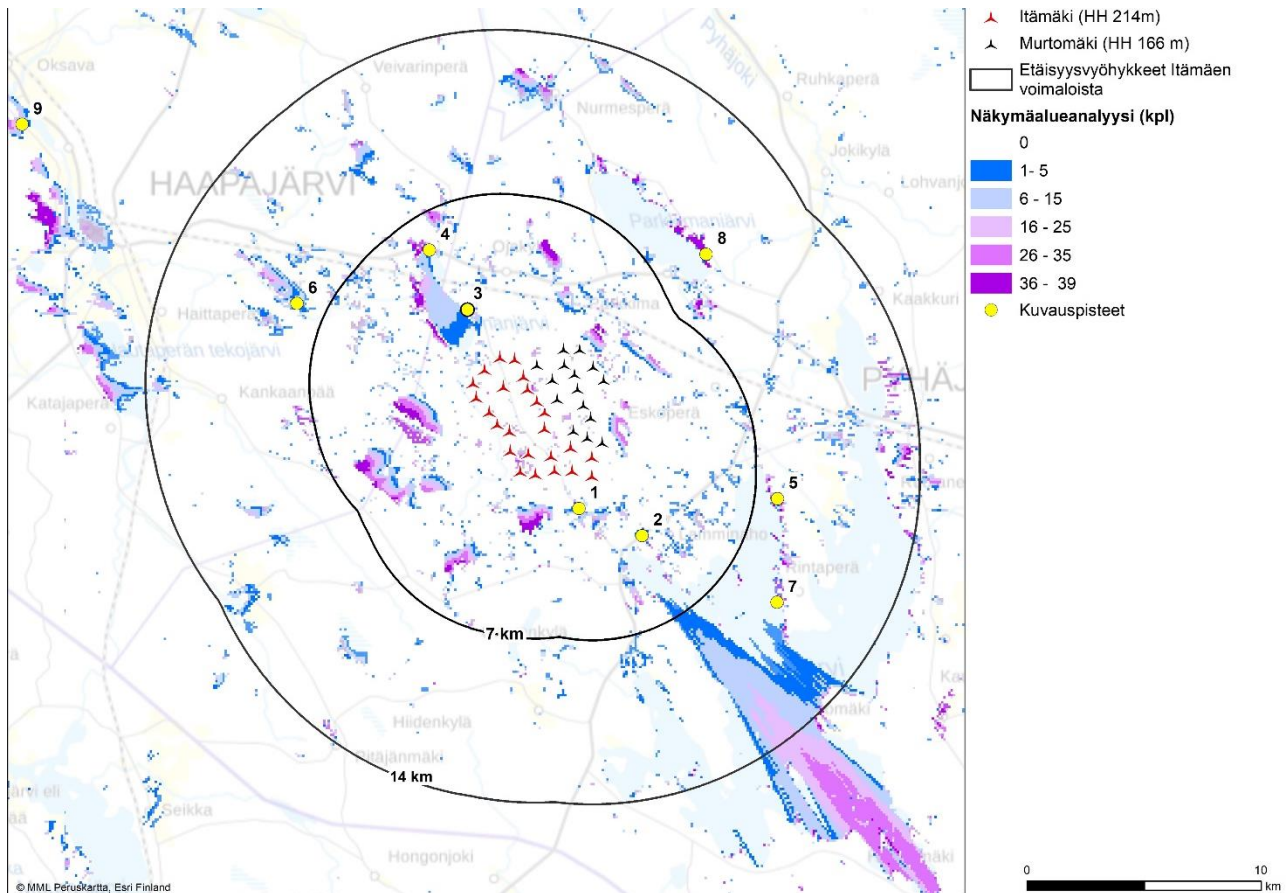 Itämäki (HH 214m)
Murtomäki (HH 166 m)
Etäisyysvyöhykkeet Itämäen
voimaloista
Näkymäalueanalyysi (kpl)
0
1- 5
6 - 15
16 - 25
26 - 35
36 - 39
Kuvauspisteet
Oksava
Veivarinperä
Pyhäjoki
Ruhkaperä
9
Nurmesperä
Jokikylä
HAAPAJÄRVI
Lohvanjo
4
8
6
3
Kaakkuri
Haittaperä
Katajaperä
Kankaanpää
PYHÄJ
Eskoperä
1
5
2
Lamminaho
Rintaperä
7
7 km
Hiidenkylä
Pitäjänmäki
14 km
Seikka
Hongonjoki
0
10
km
© MML Peruskartta, Esri Finland